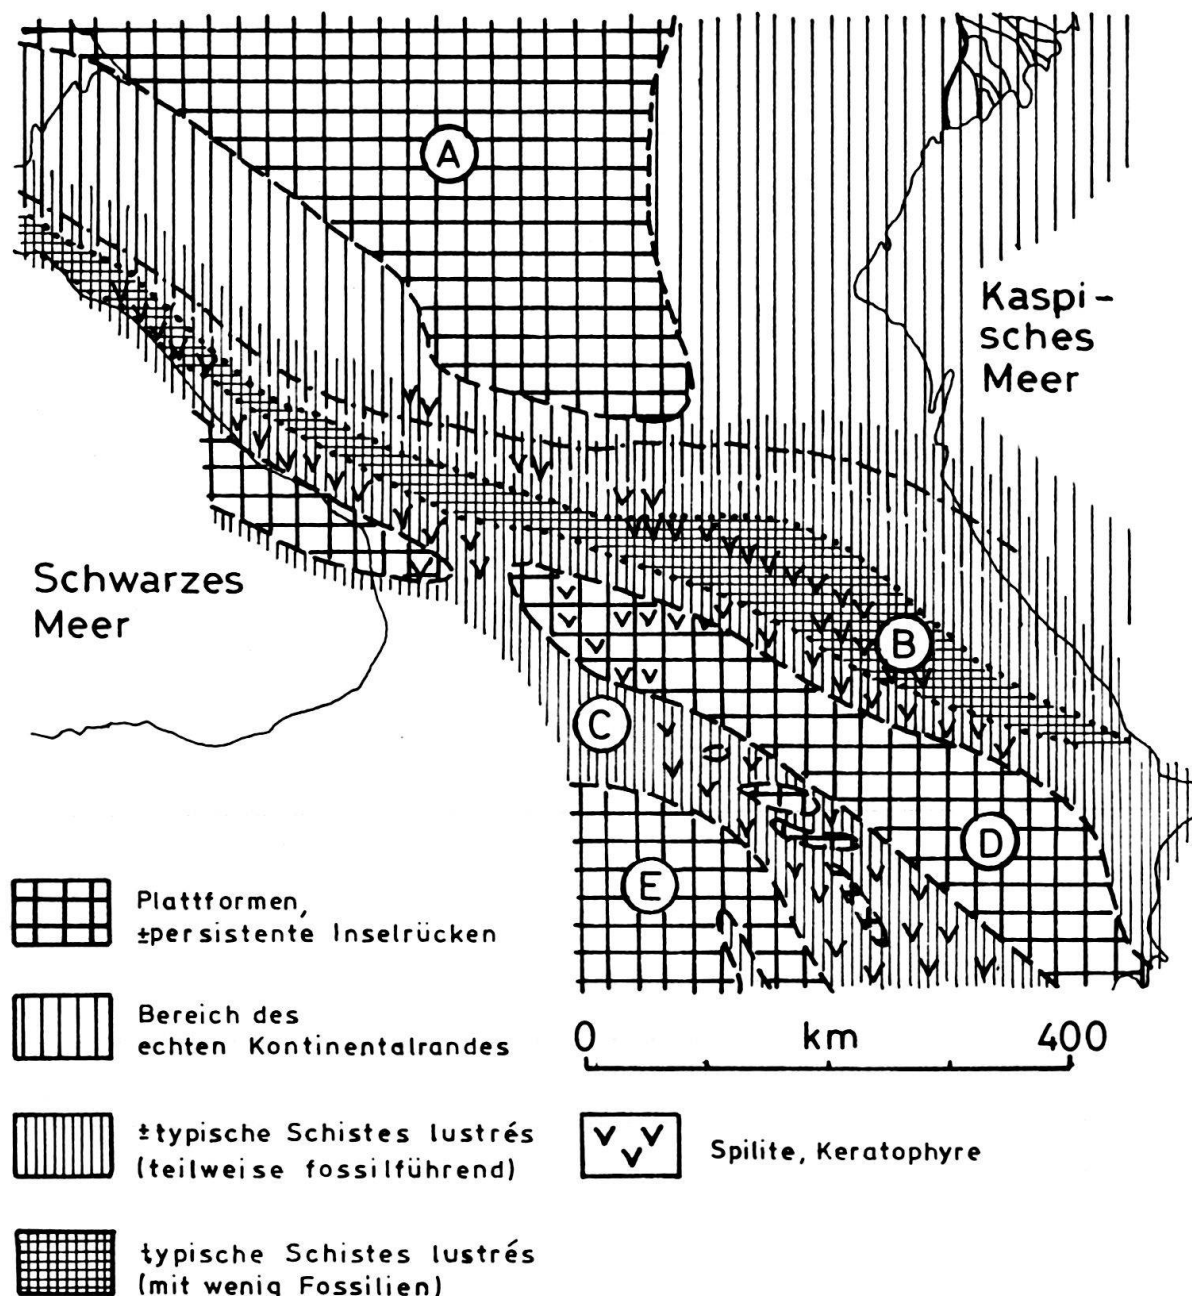 A
Kaspi-
sches
Meer
Schwarzes
Meer
B
C
D
E
Plattformen,
±persistente Inselrücken
Bereich des
echten Kontinentalrandes
±typische Schistes lustrés
(teilweise fossilführend)
typische Schistes lustrés
(mit wenig Fossilien)
0 km 400
Spilite, Keratophyre